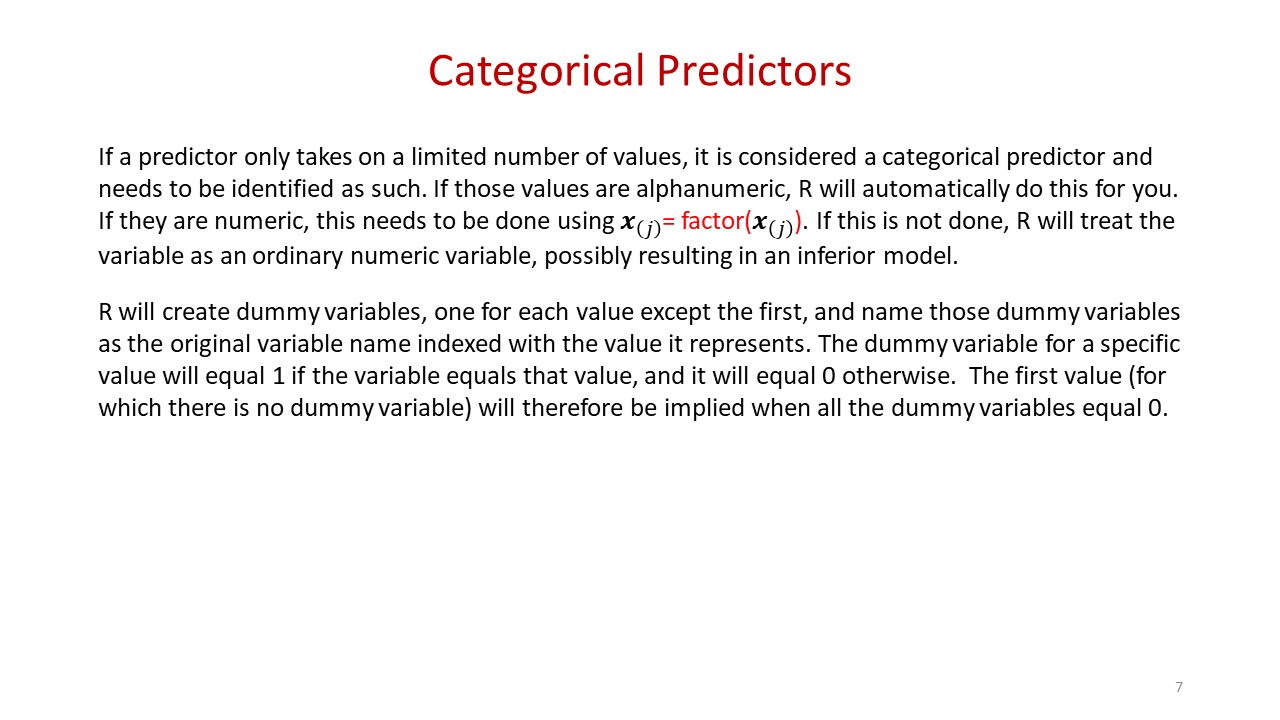 Categorical Predictors
If a predictor only takes on a limited number of values, it is considered a categorical predictor and
needs to be identified as such. If those values are alphanumeric, R will automatically do this for you.
If they are numeric, this needs to be done using 𝒙₍𝑗₎= factor(𝒙₍𝑗₎). If this is not done, R will treat the
variable as an ordinary numeric variable, possibly resulting in an inferior model.
R will create dummy variables, one for each value except the first, and name those dummy variables
as the original variable name indexed with the value it represents. The dummy variable for a specific
value will equal 1 if the variable equals that value, and it will equal 0 otherwise.  The first value (for
which there is no dummy variable) will therefore be implied when all the dummy variables equal 0.
7